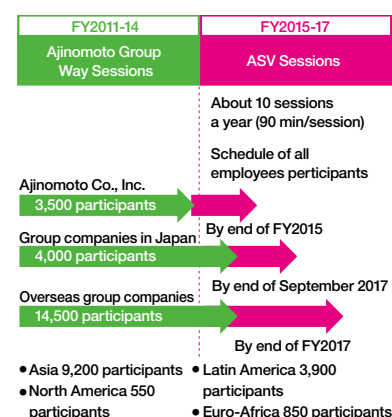 FY2011-14
FY2015-17
Ajinomoto Group
Way Sessions
ASV Sessions
About 10 sessions
a year (90 min/session)
Schedule of all
employees perticipants
Ajinomoto Co., Inc.
3,500 participants
By end of FY2015
Group companies in Japan
4,000 participants
By end of September 2017
Overseas group companies
14,500 participants
By end of FY2017
● Asia 9,200 participants
● North America 550
participants
● Latin America 3,900
participants
● Euro-Africa 850 participants